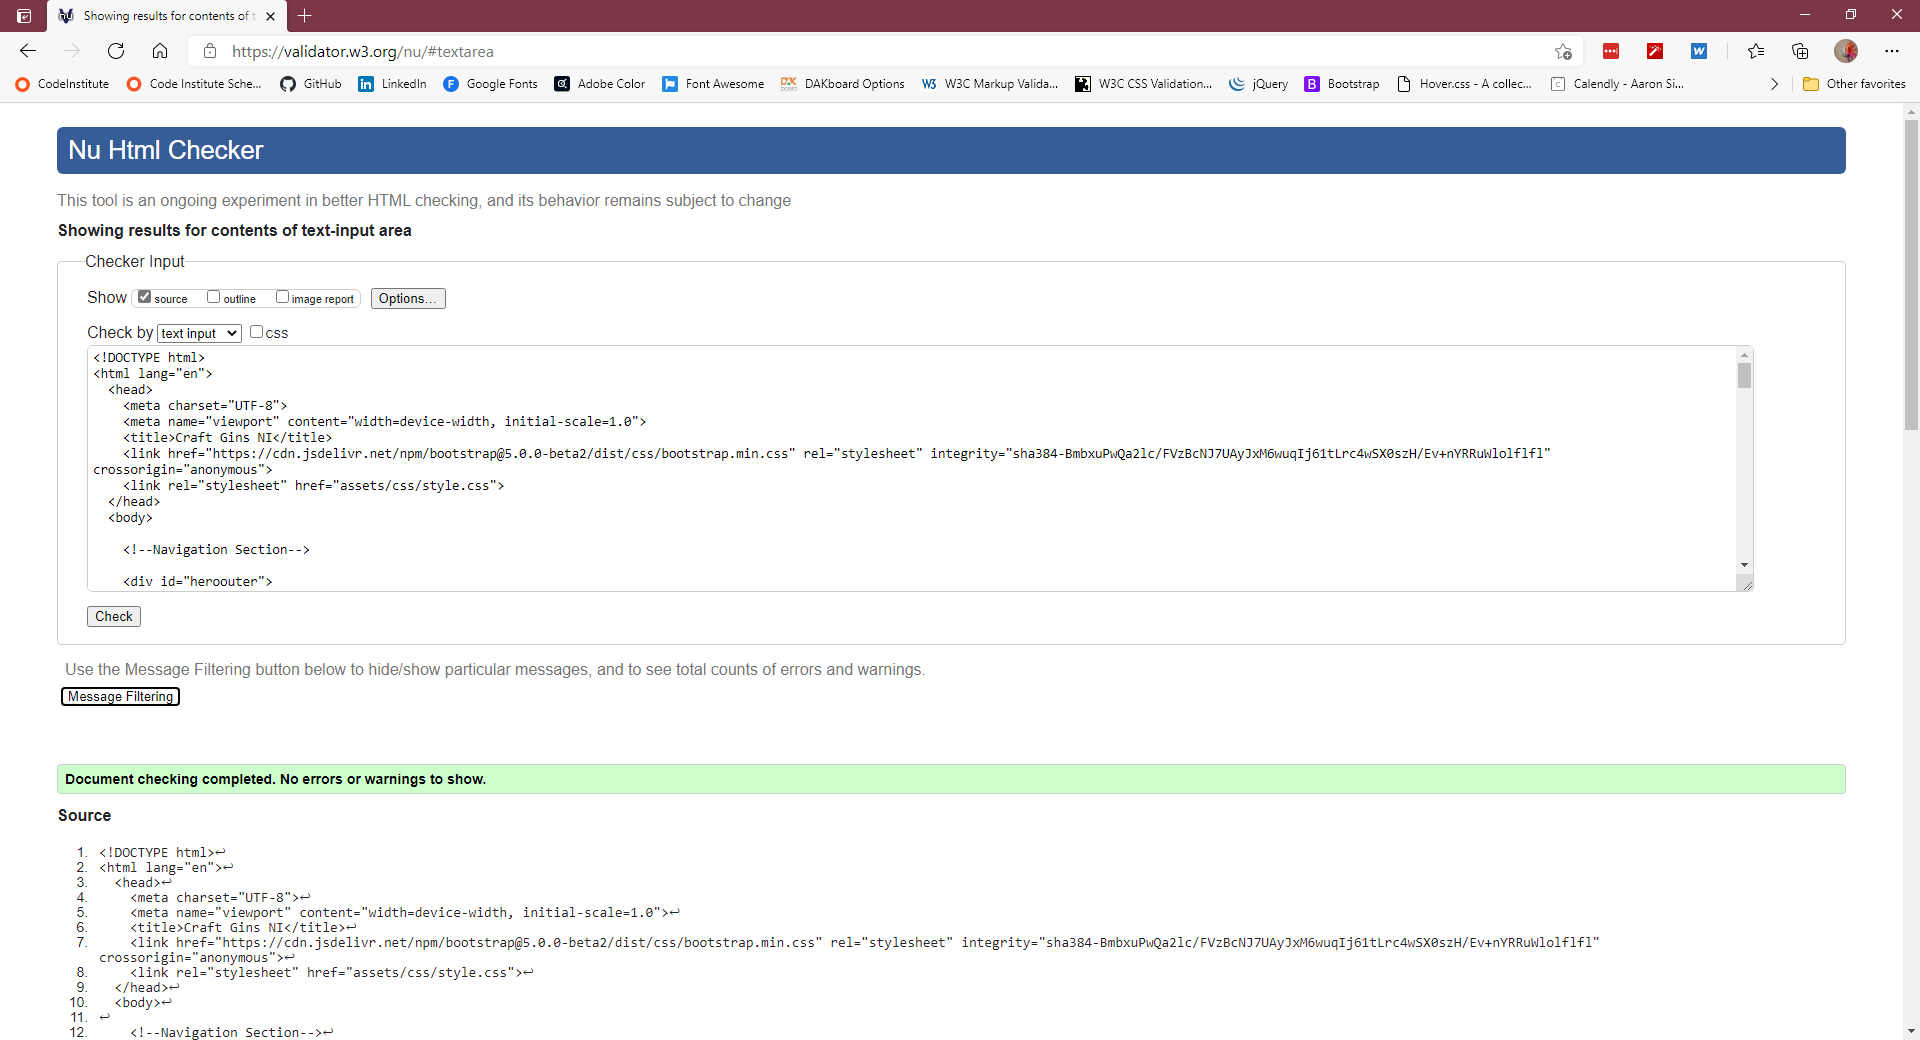 Showing results for contents of t
https://validator.w3.org/nu/#textarea
CodeInstitute
Code Institute Sche...
GitHub
LinkedIn
Google Fonts
Adobe Color
Font Awesome
DAKboard Options
W3C Markup Valida...
W3C CSS Validation...
jQuery
Bootstrap
Hover.css - A collec...
Calendly - Aaron Si...
Other favorites
Nu Html Checker
This tool is an ongoing experiment in better HTML checking, and its behavior remains subject to change
Showing results for contents of text-input area
Checker Input
Show source outline image report Options...
Check by text input css
<!DOCTYPE html>
<html lang="en">
<head>
<meta charset="UTF-8">
<meta name="viewport" content="width=device-width, initial-scale=1.0">
<title>Craft Gins NI</title>
<link href="https://cdn.jsdelivr.net/npm/bootstrap@5.0.0-beta2/dist/css/bootstrap.min.css" rel="stylesheet" integrity="sha384-BmbxuPwQa2lc/FVzBcNJ7UAyJxM6wuqIj61tLrc4wSX0szH/Ev+nYRRuWlolflfl"
crossorigin="anonymous">
<link rel="stylesheet" href="assets/css/style.css">
</head>
<body>
<!--Navigation Section-->
<div id="heroouter">
Check
Use the Message Filtering button below to hide/show particular messages, and to see total counts of errors and warnings.
Message Filtering
Document checking completed. No errors or warnings to show.
Source
1. <!DOCTYPE html>↩
2. <html lang="en">↩
3. <head>↩
4. <meta charset="UTF-8">↩
5. <meta name="viewport" content="width=device-width, initial-scale=1.0">↩
6. <title>Craft Gins NI</title>↩
7. <link href="https://cdn.jsdelivr.net/npm/bootstrap@5.0.0-beta2/dist/css/bootstrap.min.css" rel="stylesheet" integrity="sha384-BmbxuPwQa2lc/FVzBcNJ7UAyJxM6wuqIj61tLrc4wSX0szH/Ev+nYRRuWlolflfl"
crossorigin="anonymous">↩
8. <link rel="stylesheet" href="assets/css/style.css">↩
9. </head>↩
10. <body>↩
11. ↩
12. <!--Navigation Section-->↩